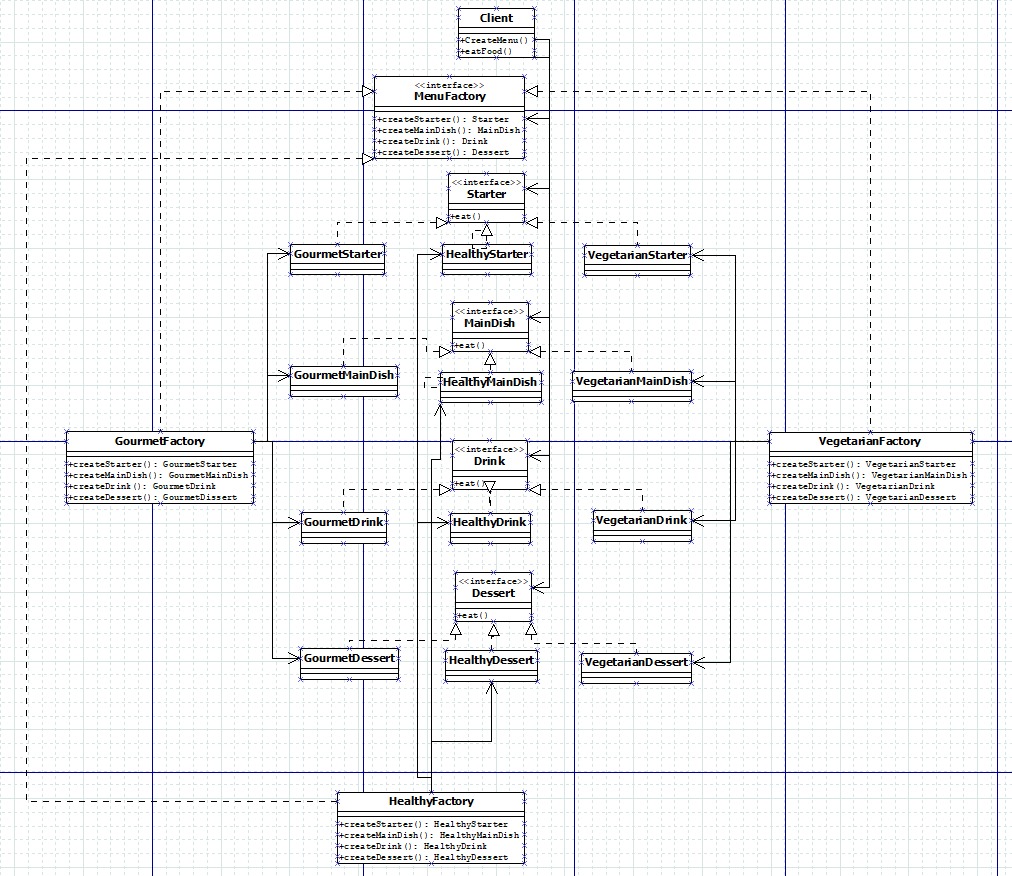 Client
+CreateMenu()
+eatFood()
<<interface>>
MenuFactory
+createStarter(): Starter
+createMainDish(): MainDish
+createDrink(): Drink
+createDessert(): Dessert
<<interface>>
Starter
+eat()
GourmetStarter
HealthyStarter
VegetarianStarter
<<interface>>
MainDish
+eat()
GourmetMainDish
HealthyMainDish
VegetarianMainDish
GourmetFactory
+createStarter(): GourmetStarter
+createMainDish(): GourmetMainDish
+createDrink(): GourmetDrink
+createDessert(): GourmetDissert
<<interface>>
Drink
+eat()
VegetarianFactory
+createStarter(): VegetarianStarter
+createMainDish(): VegetarianMainDish
+createDrink(): VegetarianDrink
+createDessert(): VegetarianDessert
GourmetDrink
HealthyDrink
VegetarianDrink
<<interface>>
Dessert
+eat()
GourmetDessert
HealthyDessert
VegetarianDessert
HealthyFactory
+createStarter(): HealthyStarter
+createMainDish(): HealthyMainDish
+createDrink(): HealthyDrink
+createDessert(): HealthyDessert